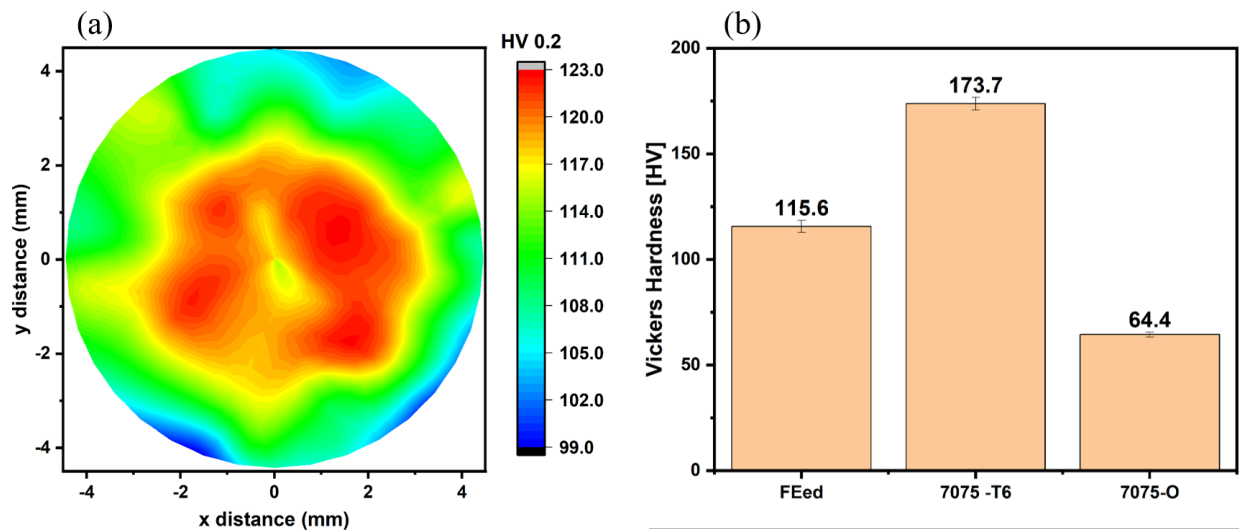 (a)
HV 0.2
4
2
0
-2
-4
y distance (mm)
-4 -2 0 2 4
x distance (mm)
123.0
120.0
117.0
114.0
111.0
108.0
105.0
102.0
99.0
(b)
200
150
100
50
0
Vickers Hardness [HV]
115.6
173.7
64.4
FEed 7075 -T6 7075-O